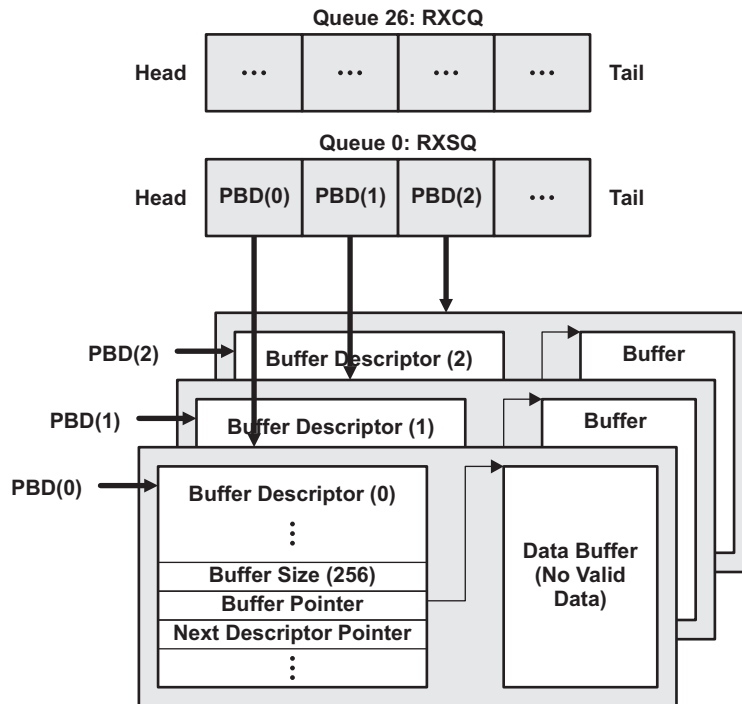 Queue 26: RXCQ
Head ... ... ... ... Tail
Queue 0: RXSQ
Head PBD(0) PBD(1) PBD(2) ... Tail
PBD(2)
Buffer Descriptor (2)
Buffer
PBD(1)
Buffer Descriptor (1)
Buffer
PBD(0)
Buffer Descriptor (0)
Buffer Size (256)
Buffer Pointer
Next Descriptor Pointer
Data Buffer
(No Valid
Data)